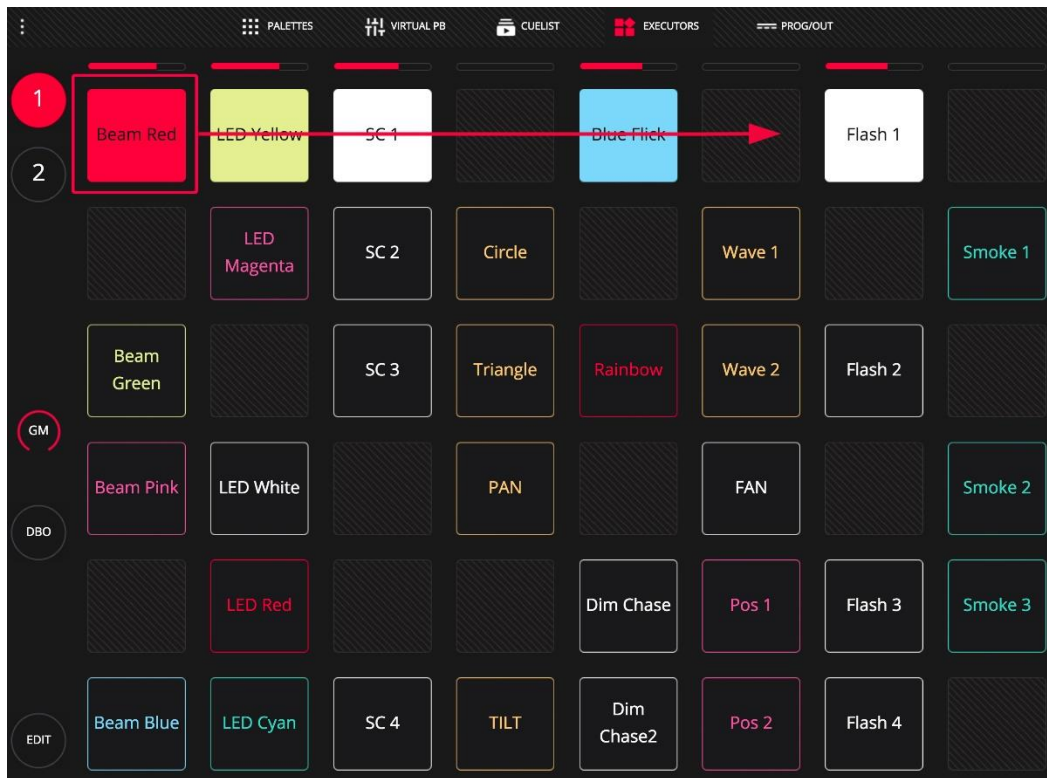 PALETTES
VIRTUAL PB
CUELIST
EXECUTORS
PROG/OUT
1
Beam Red
LED Yellow
SC 1
Blue Flick
Flash 1
2
LED
Magenta
SC 2
Circle
Wave 1
Smoke 1
Beam
Green
SC 3
Triangle
Rainbow
Wave 2
Flash 2
GM
Beam Pink
LED White
PAN
FAN
Smoke 2
DBO
LED Red
Dim Chase
Pos 1
Flash 3
Smoke 3
Beam Blue
LED Cyan
SC 4
TILT
Dim
Chase2
Pos 2
Flash 4
EDIT